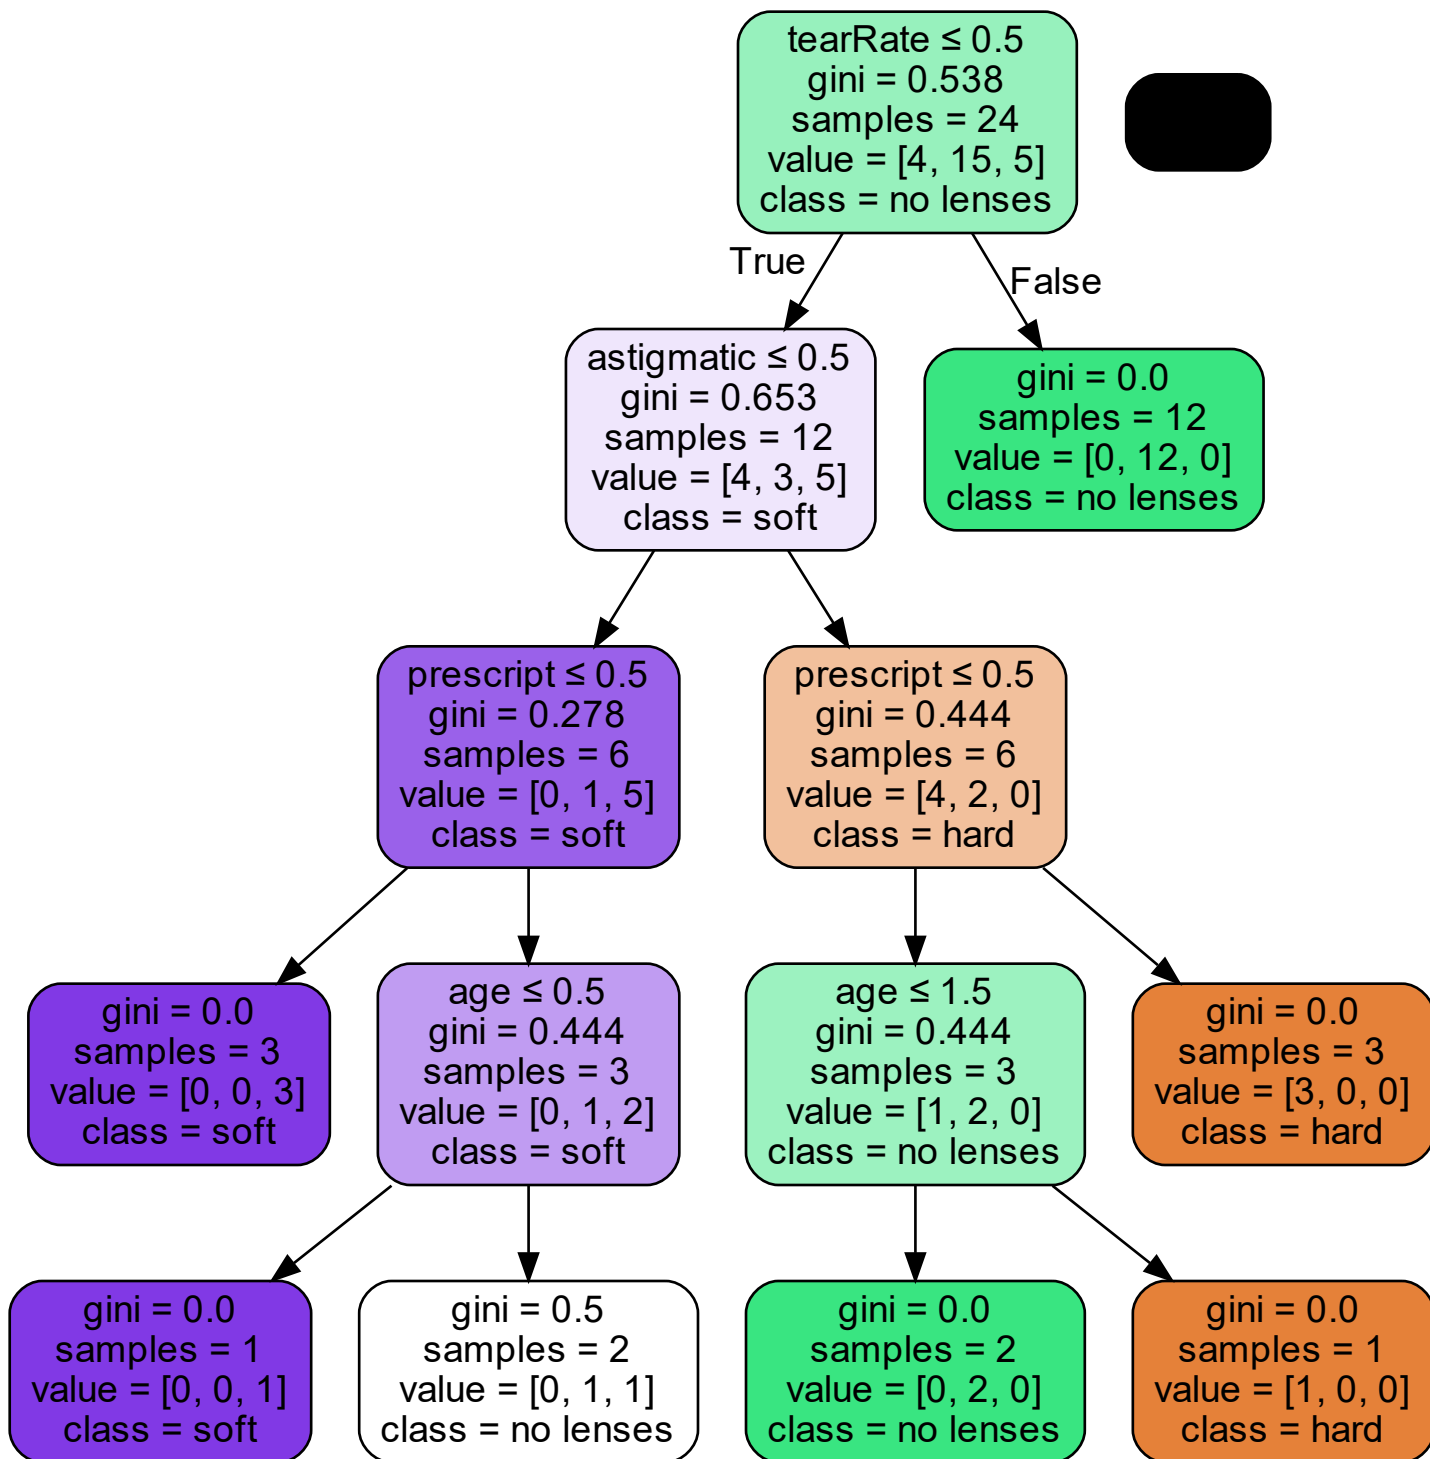 tearRate ≤ 0.5
gini = 0.538
samples = 24
value = [4, 15, 5]
class = no lenses
True
False
astigmatic ≤ 0.5
gini = 0.653
samples = 12
value = [4, 3, 5]
class = soft
gini = 0.0
samples = 12
value = [0, 12, 0]
class = no lenses
prescript ≤ 0.5
gini = 0.278
samples = 6
value = [0, 1, 5]
class = soft
prescript ≤ 0.5
gini = 0.444
samples = 6
value = [4, 2, 0]
class = hard
gini = 0.0
samples = 3
value = [0, 0, 3]
class = soft
age ≤ 0.5
gini = 0.444
samples = 3
value = [0, 1, 2]
class = soft
age ≤ 1.5
gini = 0.444
samples = 3
value = [1, 2, 0]
class = no lenses
gini = 0.0
samples = 3
value = [3, 0, 0]
class = hard
gini = 0.0
samples = 1
value = [0, 0, 1]
class = soft
gini = 0.5
samples = 2
value = [0, 1, 1]
class = no lenses
gini = 0.0
samples = 2
value = [0, 2, 0]
class = no lenses
gini = 0.0
samples = 1
value = [1, 0, 0]
class = hard